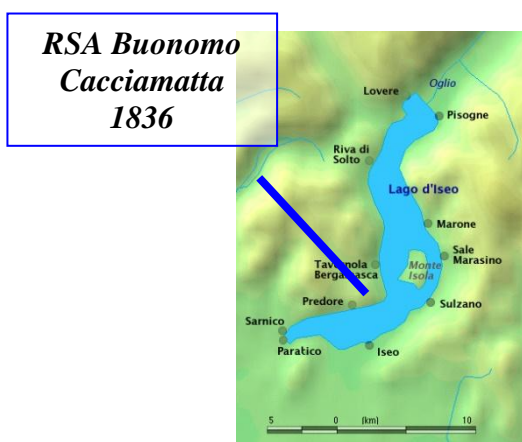 RSA Buonomo
Cacciamatta
1836
Oglio
Lovere
Pisogne
Riva di
Solto
Lago d'Iseo
Marone
Sale
Marasino
Tavernola
Bergamasca
Monte
Isola
Predore
Sulzano
Sarnico
Paratico
Iseo
5 0 [km] 10